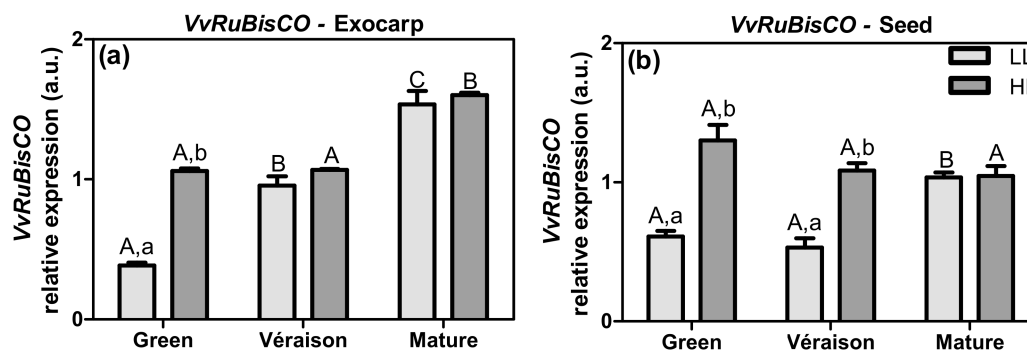 VvRuBisCO - Exocarp
(a)
VvRuBisCO
relative expression (a.u.)
2
1
0
A,a
A,b
B
A
C
B
Green
Véraison
Mature
VvRuBisCO - Seed
(b)
LL
VvRuBisCO
relative expression (a.u.)
2
1
0
A,a
A,b
A,a
A,b
B
A
Green
Véraison
Mature